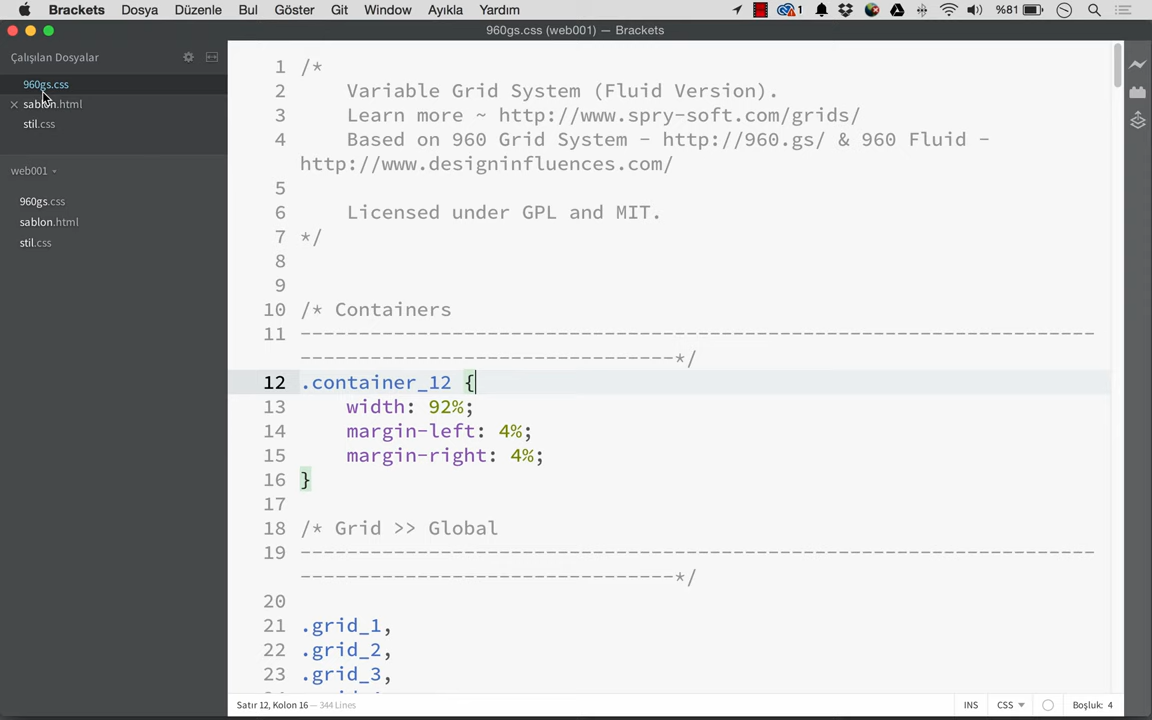 Brackets Dosya Düzenle Bul Göster Git Window Ayıkla Yardım 1 %81
960gs.css (web001) — Brackets
Çalışılan Dosyalar
960gs.css
sablon.html
stil.css
web001
960gs.css
sablon.html
stil.css
1 /*
2 Variable Grid System (Fluid Version).
3 Learn more ~ http://www.spry-soft.com/grids/
4 Based on 960 Grid System - http://960.gs/ & 960 Fluid -
http://www.designinfluences.com/
5
6 Licensed under GPL and MIT.
7 */
8
9
10 /* Containers
11 --------------------------------------------------------------------
--------------------------------*/
12 .container_12 {
13 width: 92%;
14 margin-left: 4%;
15 margin-right: 4%;
16 }
17
18 /* Grid >> Global
19 --------------------------------------------------------------------
--------------------------------*/
20
21 .grid_1,
22 .grid_2,
23 .grid_3,
Satır 12, Kolon 16 — 344 Lines INS CSS Boşluk: 4